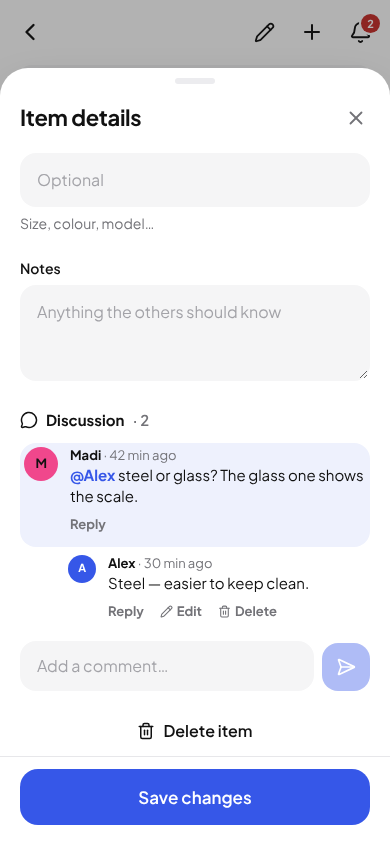 2
Item details
Optional
Size, colour, model…
Notes
Anything the others should know
Discussion · 2
M
Madi · 42 min ago
@Alex steel or glass? The glass one shows
the scale.
Reply
A
Alex · 30 min ago
Steel — easier to keep clean.
Reply Edit Delete
Add a comment…
Delete item
Save changes